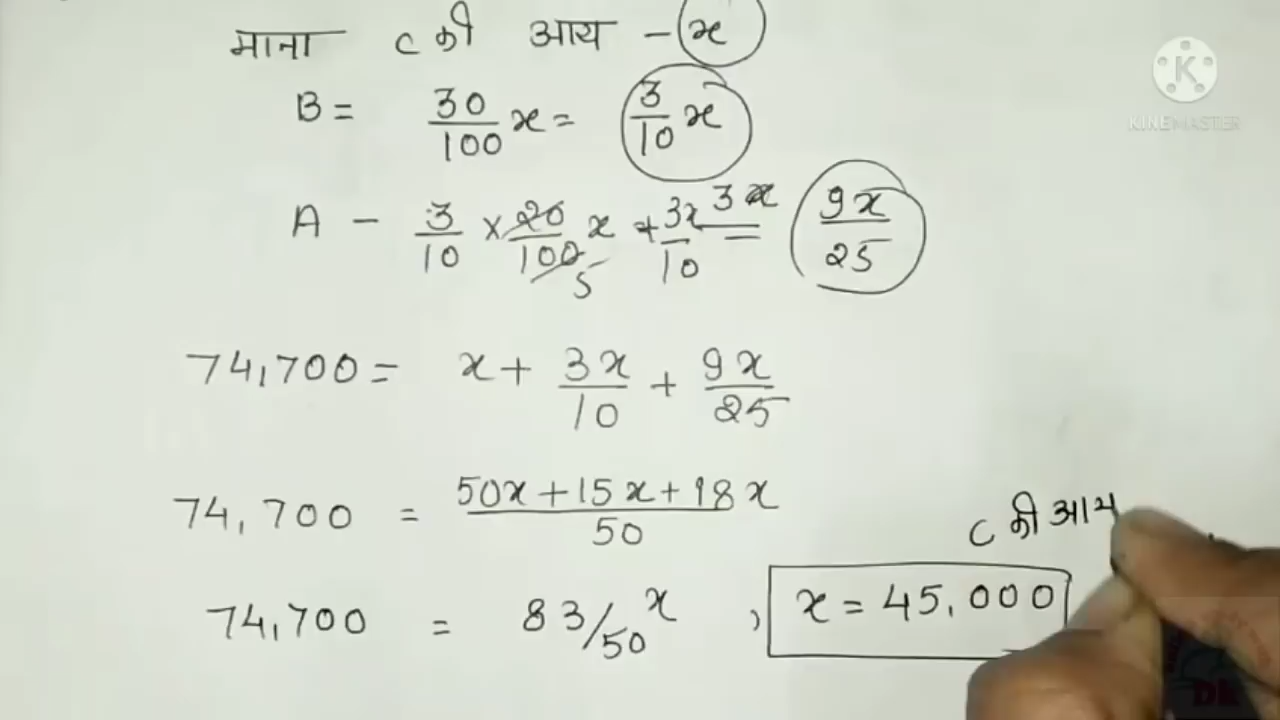 माना C की आय - x
K
KINEMASTER
B = 30/100 x = 3/10 x
A - 3/10 × 20/100 x + 3x/10 = 9x/25
5
74,700 = x + 3x/10 + 9x/25
74,700 = 50x + 15x + 18x / 50
C की आय
74,700 = 83/50 x , x = 45,000